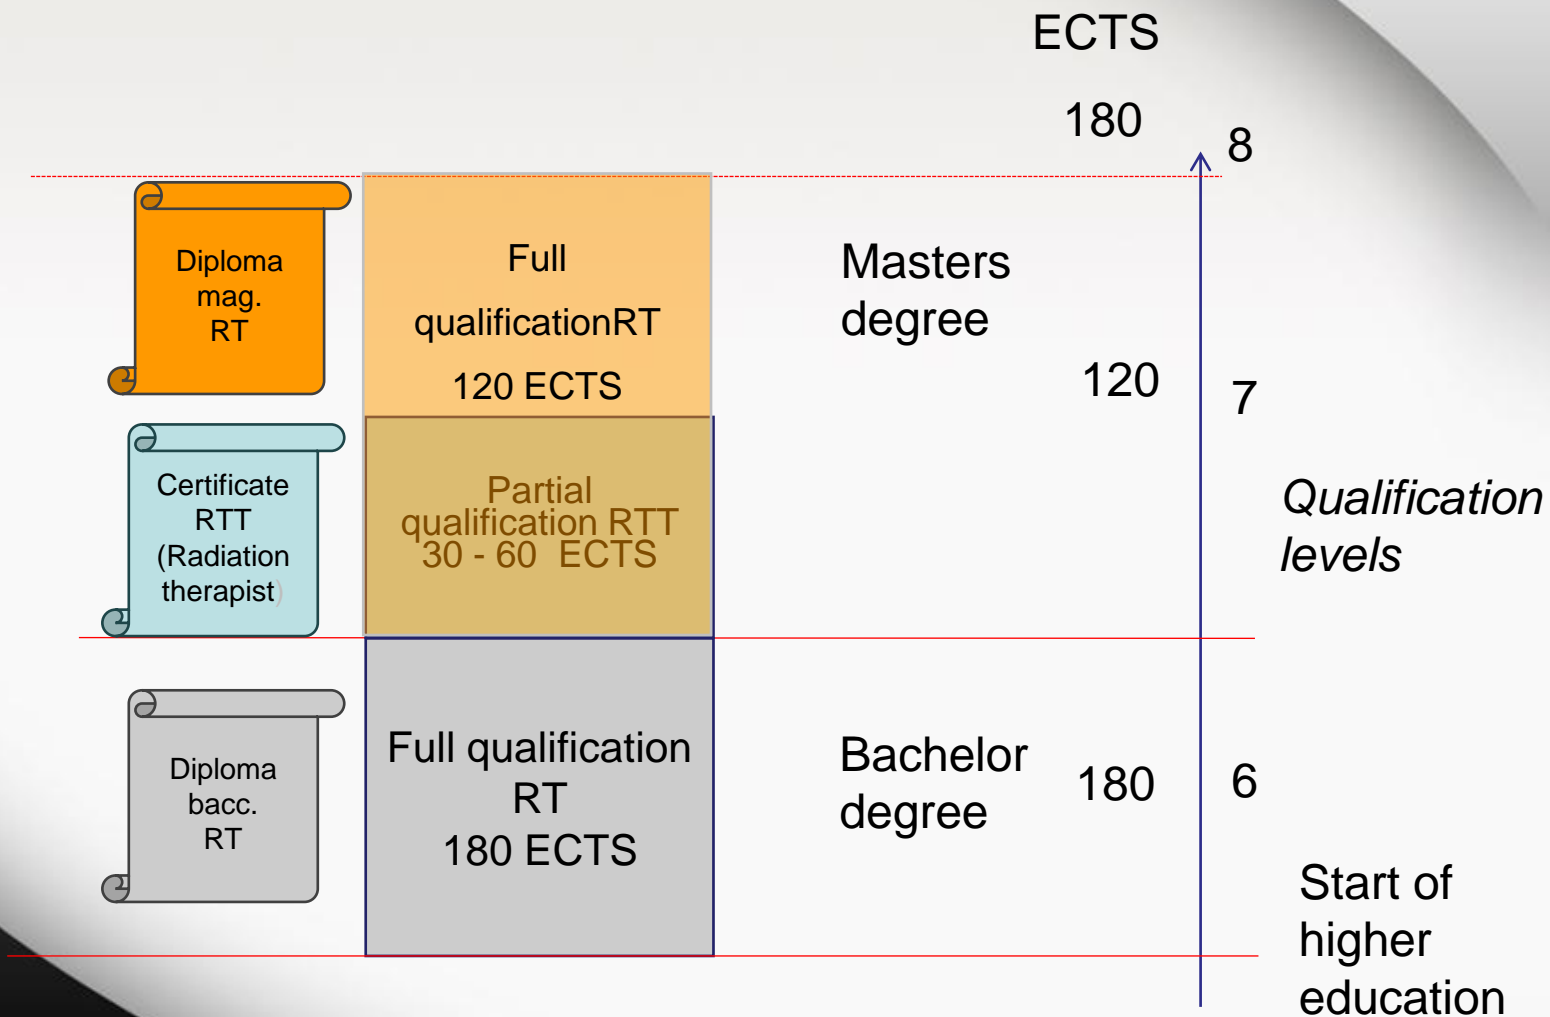 ECTS
180
8
Diploma
mag.
RT
Full
qualificationRT
120 ECTS
Masters
degree
120
7
Certificate
RTT
(Radiation
therapist)
Partial
qualification RTT
30 - 60 ECTS
Qualification
levels
Diploma
bacc.
RT
Full qualification
RT
180 ECTS
Bachelor
degree
180
6
Start of
higher
education